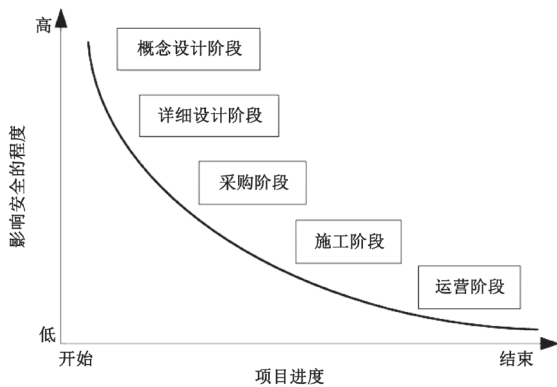 高
概念设计阶段
详细设计阶段
采购阶段
施工阶段
运营阶段
影响安全的程度
低
开始
结束
项目进度